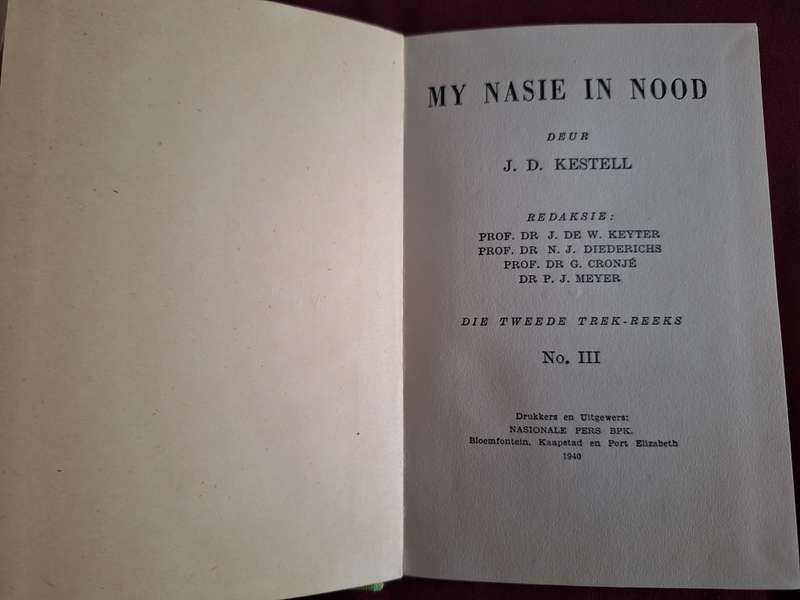 MY NASIE IN NOOD
DEUR
J. D. KESTELL
REDAKSIE:
PROF. DR J. DE W. KEYTER
PROF. DR N. J. DIEDERICHS
PROF. DR G. CRONJÉ
DR P. J. MEYER
DIE TWEEDE TREK-REEKS
No. III
Drukkers en Uitgewers:
NASIONALE PERS BPK.
Bloemfontein, Kaapstad en Port Elizabeth
1940